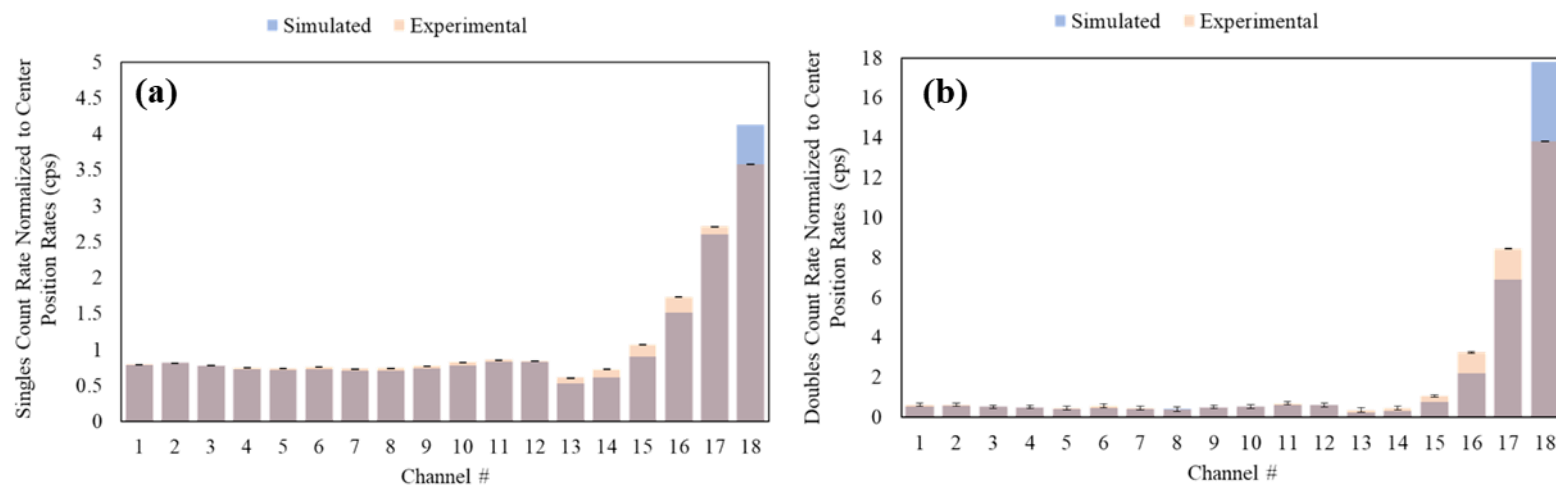 Simulated Experimental
(a)
Singles Count Rate Normalized to Center
Position Rates (cps)
5
4.5
4
3.5
3
2.5
2
1.5
1
0.5
0
1 2 3 4 5 6 7 8 9 10 11 12 13 14 15 16 17 18
Channel #
Simulated Experimental
(b)
Doubles Count Rate Normalized to Center
Position Rates (cps)
18
16
14
12
10
8
6
4
2
0
1 2 3 4 5 6 7 8 9 10 11 12 13 14 15 16 17 18
Channel #